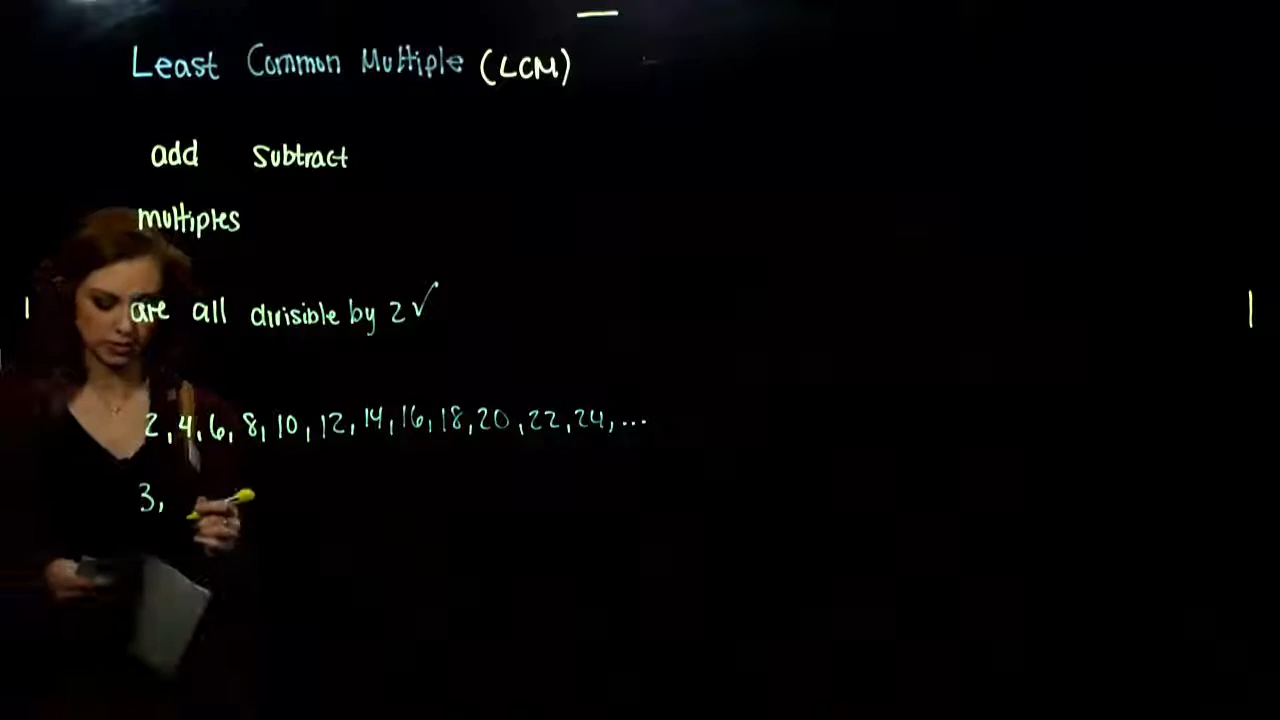 Least Common Multiple (LCM)
add subtract
multiples
are all divisible by 2 ✓
2, 4, 6, 8, 10, 12, 14, 16, 18, 20, 22, 24, ...
3,